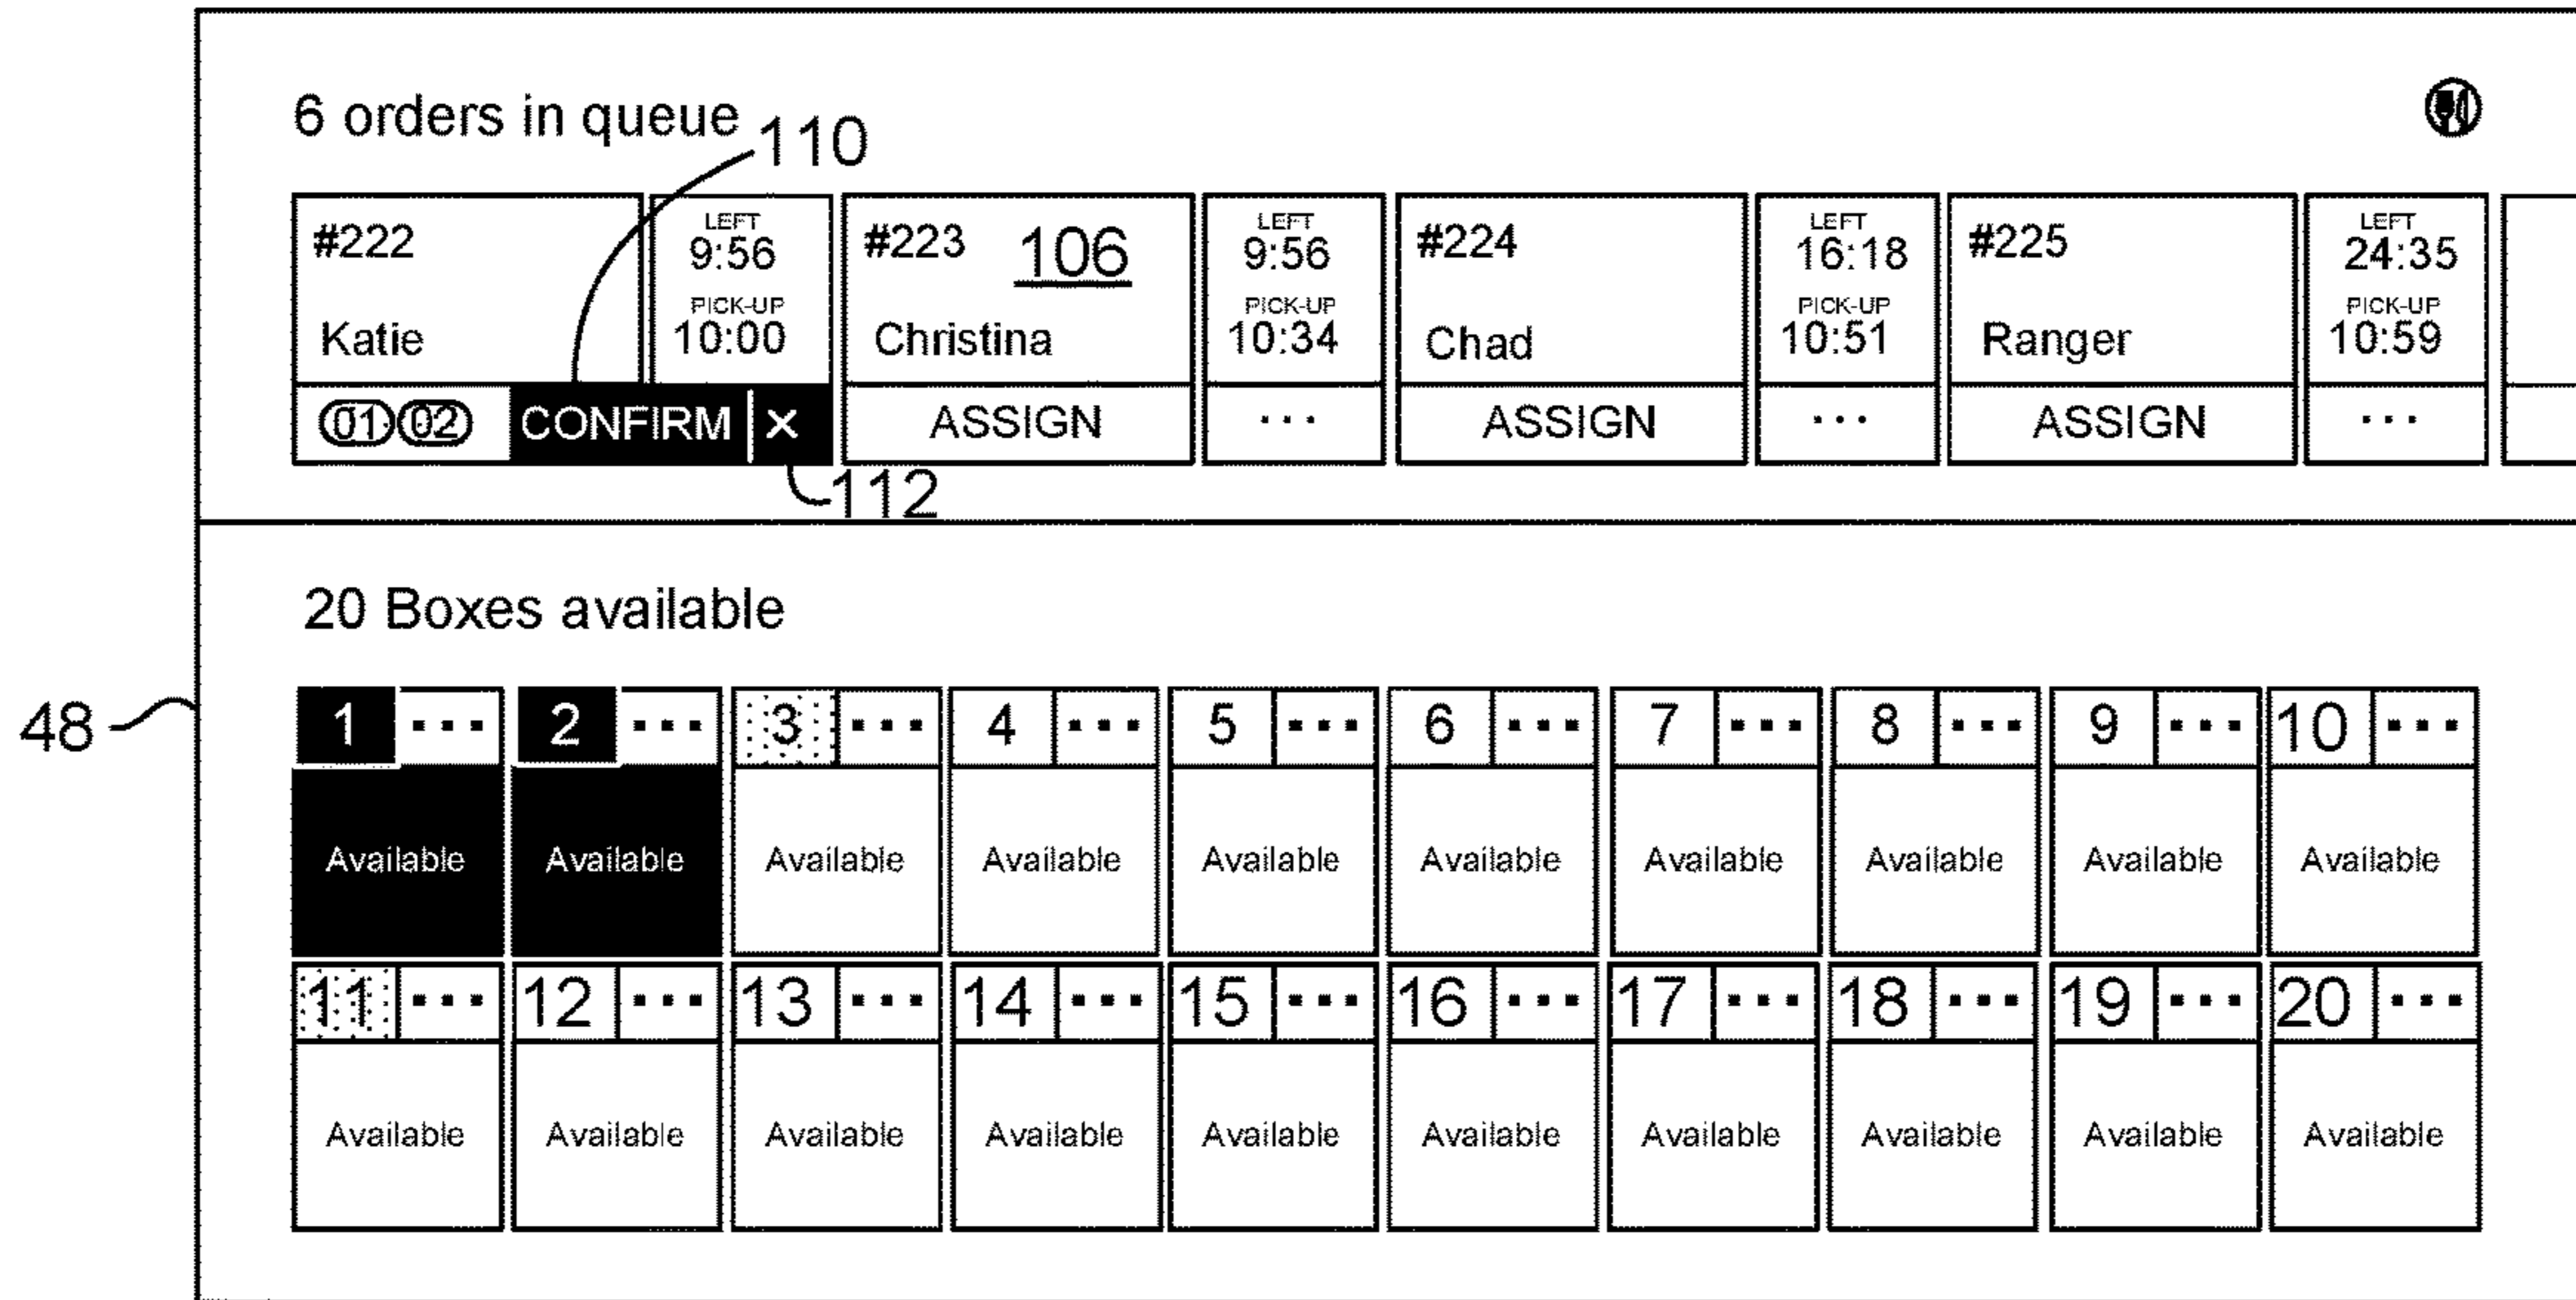 6 orders in queue
110
#222
LEFT
9:56
PICK-UP
10:00
Katie
01 02 CONFIRM ×
112
#223 106
LEFT
9:56
PICK-UP
10:34
Christina
ASSIGN ...
#224
LEFT
16:18
PICK-UP
10:51
Chad
ASSIGN ...
#225
LEFT
24:35
PICK-UP
10:59
Ranger
ASSIGN ...
20 Boxes available
48
1 ... 2 ... 3 ... 4 ... 5 ... 6 ... 7 ... 8 ... 9 ... 10 ...
Available Available Available Available Available Available Available Available Available Available
11 ... 12 ... 13 ... 14 ... 15 ... 16 ... 17 ... 18 ... 19 ... 20 ...
Available Available Available Available Available Available Available Available Available Available